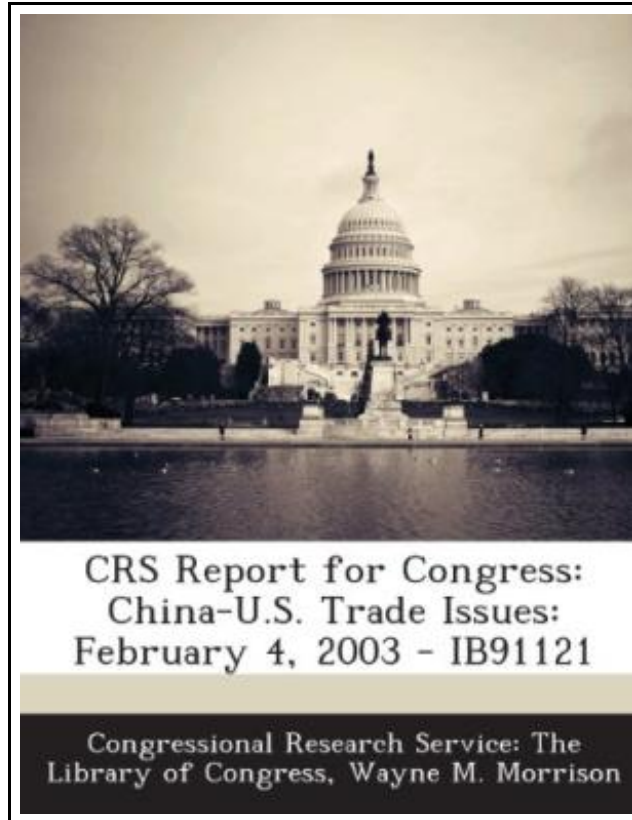 CRS Report for Congress:
China-U.S. Trade Issues:
February 4, 2003 - IB91121
Congressional Research Service: The
Library of Congress, Wayne M. Morrison